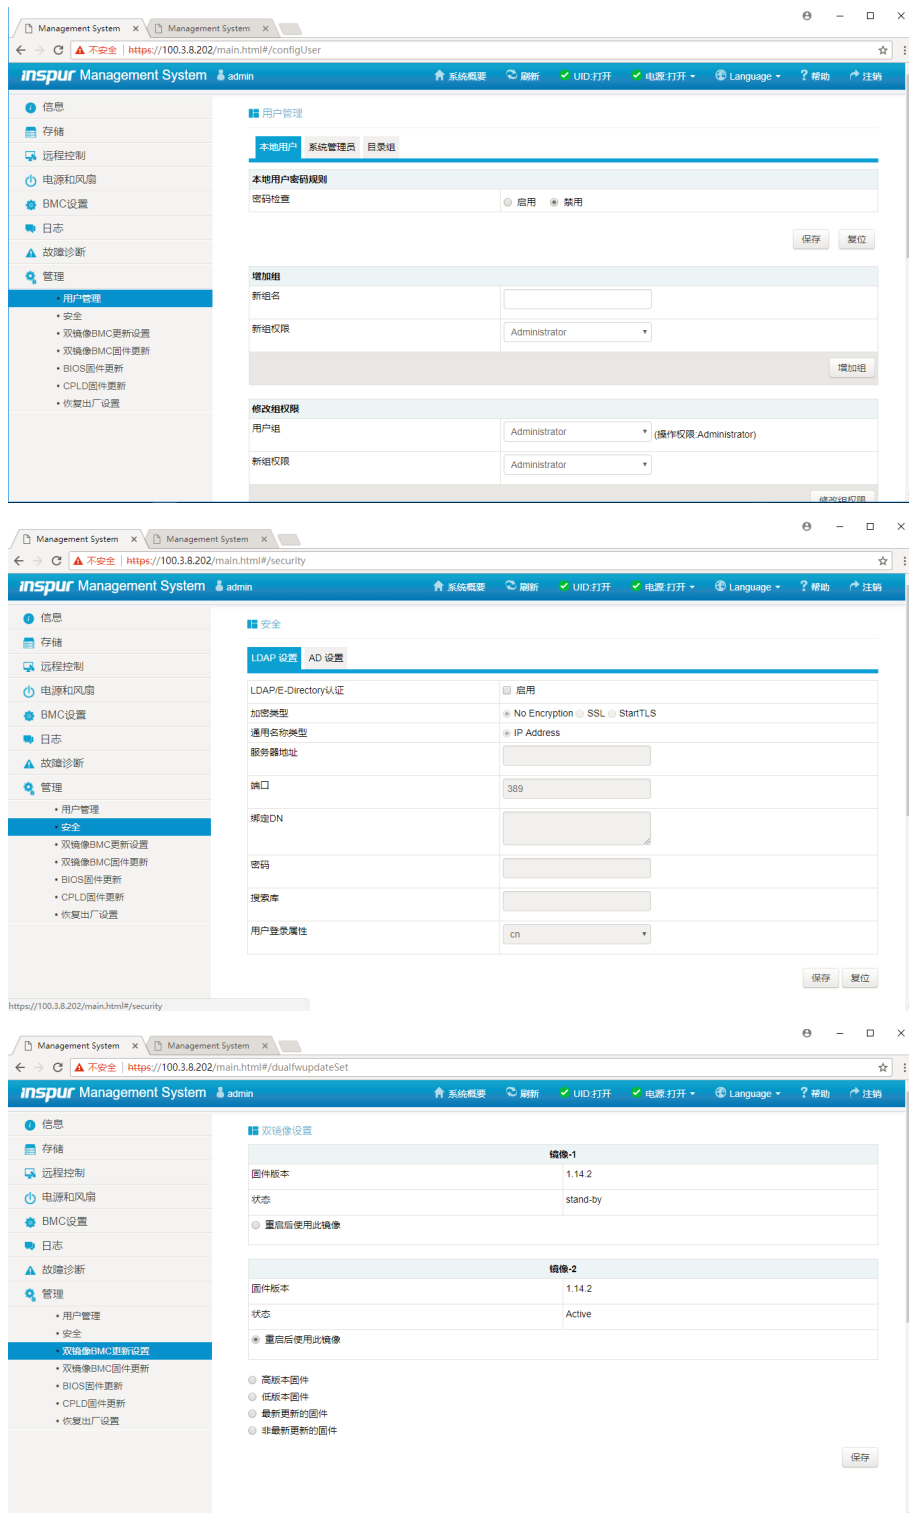 Management System × Management System ×
不安全 | https://100.3.8.202/main.html#/configUser
inspur Management System admin 系统概要 刷新 UID:打开 电源:打开 Language ? 帮助 注销
信息
存储
远程控制
电源和风扇
BMC设置
日志
故障诊断
管理
• 用户管理
• 安全
• 双镜像BMC更新设置
• 双镜像BMC固件更新
• BIOS固件更新
• CPLD固件更新
• 恢复出厂设置
用户管理
本地用户 系统管理员 目录组
本地用户密码规则
密码检查 启用 禁用
保存 复位
增加组
新组名
新组权限 Administrator
增加组
修改组权限
用户组 Administrator (操作权限:Administrator)
新组权限 Administrator
修改组权限
Management System × Management System ×
不安全 | https://100.3.8.202/main.html#/security
inspur Management System admin 系统概要 刷新 UID:打开 电源:打开 Language ? 帮助 注销
信息
存储
远程控制
电源和风扇
BMC设置
日志
故障诊断
管理
• 用户管理
• 安全
• 双镜像BMC更新设置
• 双镜像BMC固件更新
• BIOS固件更新
• CPLD固件更新
• 恢复出厂设置
安全
LDAP 设置 AD 设置
LDAP/E-Directory认证 启用
加密类型 No Encryption SSL StartTLS
通用名称类型 IP Address
服务器地址
端口 389
绑定DN
密码
搜索库
用户登录属性 cn
保存 复位
https://100.3.8.202/main.html#/security
Management System × Management System ×
不安全 | https://100.3.8.202/main.html#/dualfwupdateSet
inspur Management System admin 系统概要 刷新 UID:打开 电源:打开 Language ? 帮助 注销
信息
存储
远程控制
电源和风扇
BMC设置
日志
故障诊断
管理
• 用户管理
• 安全
• 双镜像BMC更新设置
• 双镜像BMC固件更新
• BIOS固件更新
• CPLD固件更新
• 恢复出厂设置
双镜像设置
镜像-1
固件版本 1.14.2
状态 stand-by
重启后使用此镜像
镜像-2
固件版本 1.14.2
状态 Active
重启后使用此镜像
高版本固件
低版本固件
最新更新的固件
非最新更新的固件
保存